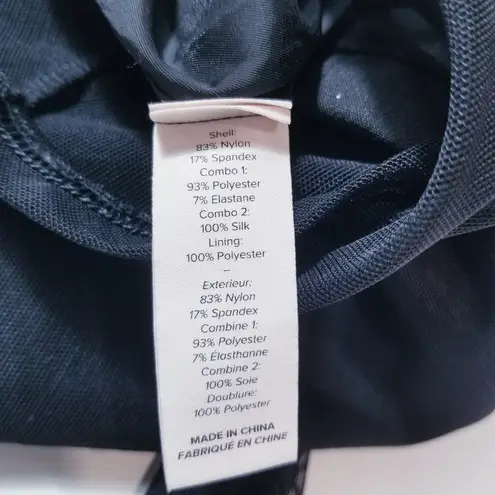 Shell:
83% Nylon
17% Spandex
Combo 1:
93% Polyester
7% Elastane
Combo 2:
100% Silk
Lining:
100% Polyester
–
Exterieur:
83% Nylon
17% Spandex
Combine 1:
93% Polyester
7% Élasthanne
Combine 2:
100% Soie
Doublure:
100% Polyester
MADE IN CHINA
FABRIQUÉ EN CHINE